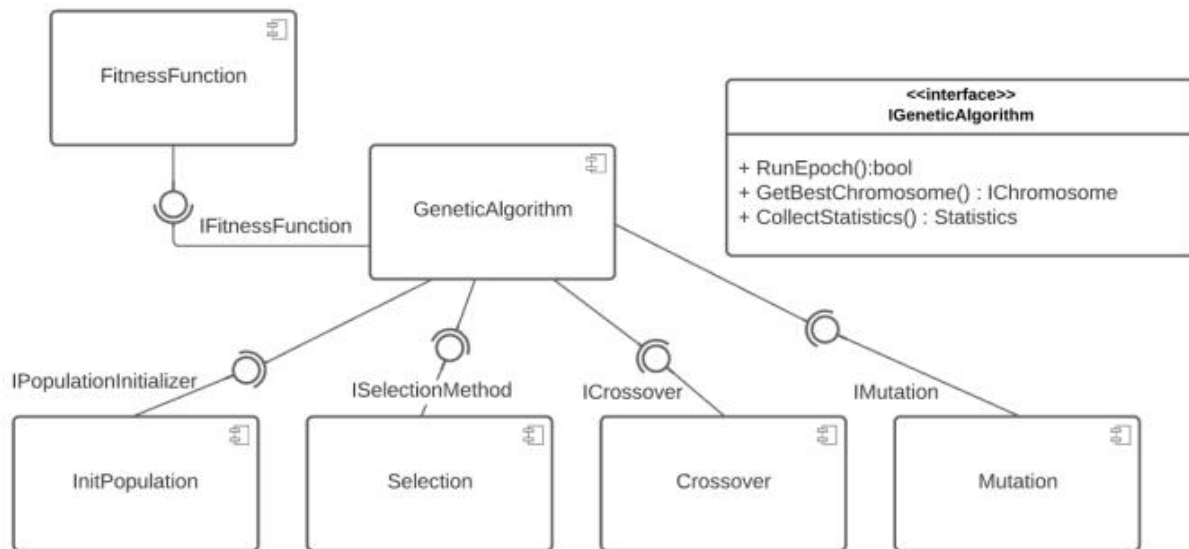 FitnessFunction
<<interface>>
IGeneticAlgorithm
+ RunEpoch():bool
+ GetBestChromosome() : IChromosome
+ CollectStatistics() : Statistics
GeneticAlgorithm
IFitnessFunction
IPopulationInitializer
ISelectionMethod
ICrossover
IMutation
InitPopulation
Selection
Crossover
Mutation